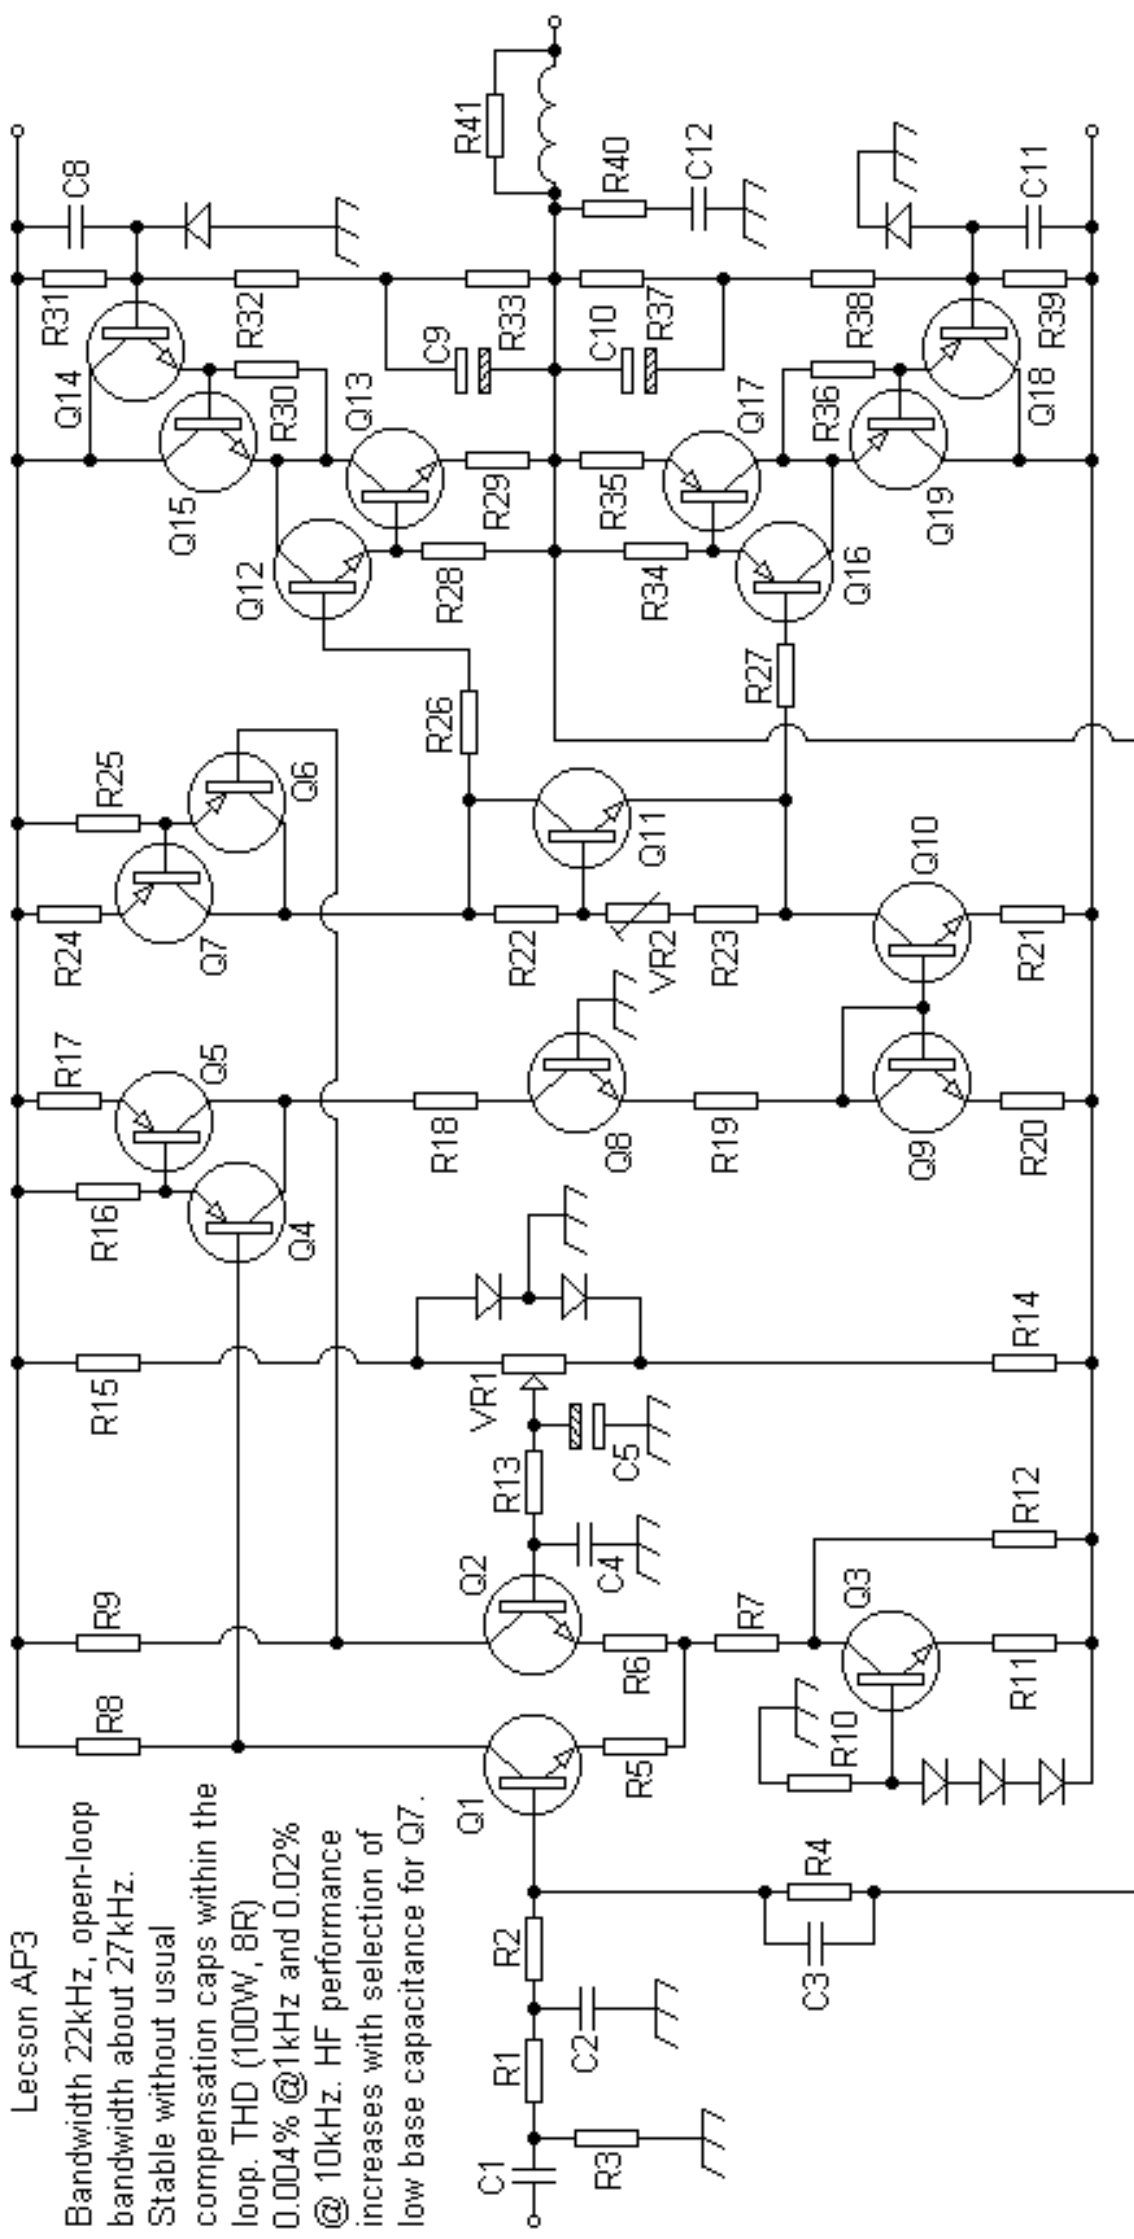 Lecson AP3
Bandwidth 22kHz, open-loop
bandwidth about 27kHz.
Stable without usual
compensation caps within the
loop. THD (100W, 8R)
0.004% @1kHz and 0.02%
@ 10kHz. HF performance
increases with selection of
low base capacitance for Q7.
R8
R9
R15
R16
R17
R24
R25
Q4
Q5
Q7
Q6
Q14
R31
C8
Q15
R32
R30
Q13
Q12
C9
R33
R41
R29
R28
R26
C1
R1
R2
Q1
Q2
R13
VR1
R18
R22
Q11
R3
C2
R5
R6
C4
C5
Q8
VR2
R23
R19
R27
R34
R35
C10
R37
R40
C12
Q16
Q17
R36
R38
C3
R4
R10
R7
Q3
R11
R12
R14
Q9
Q10
R20
R21
Q19
Q18
R39
C11